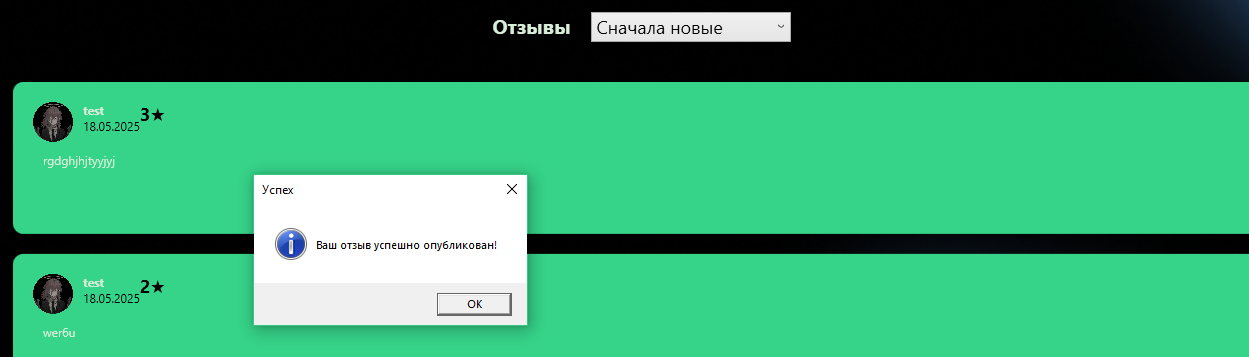 Отзывы
Сначала новые
test
3★
18.05.2025
rgdghjhjtyyjyj
Успех
Ваш отзыв успешно опубликован!
OK
test
2★
18.05.2025
wer6u